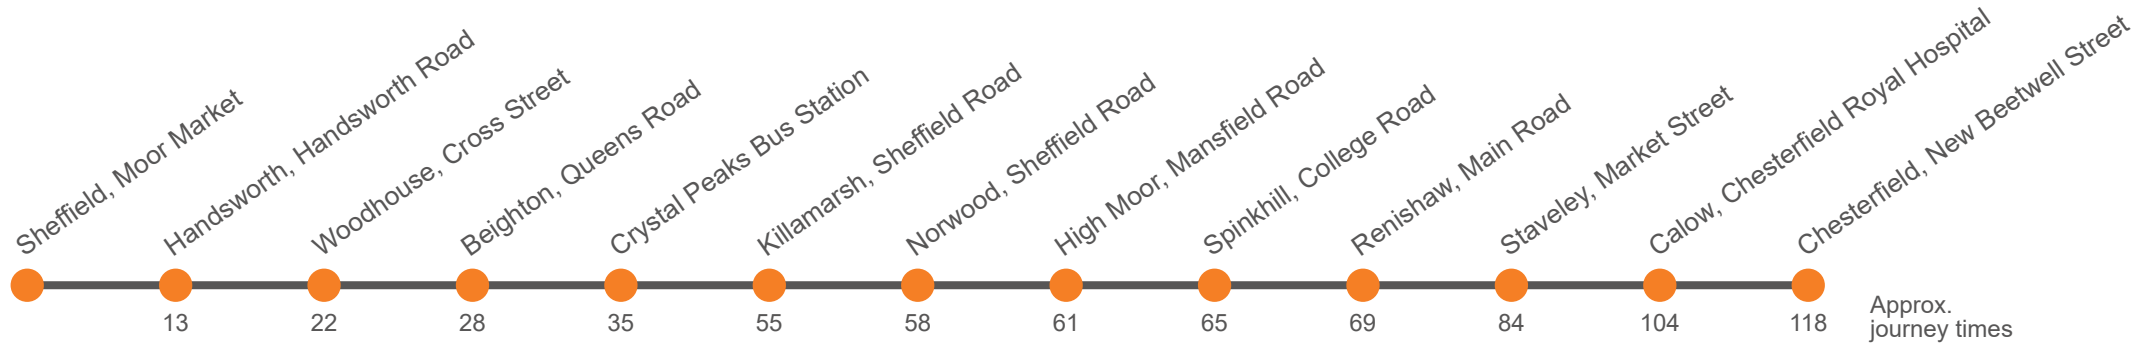 Sheffield, Moor Market
Handsworth, Handsworth Road
Woodhouse, Cross Street
Beighton, Queens Road
Crystal Peaks Bus Station
Killamarsh, Sheffield Road
Norwood, Sheffield Road
High Moor, Mansfield Road
Spinkhill, College Road
Renishaw, Main Road
Staveley, Market Street
Calow, Chesterfield Royal Hospital
Chesterfield, New Beetwell Street
13 22 28 35 55 58 61 65 69 84 104 118
Approx.
journey times